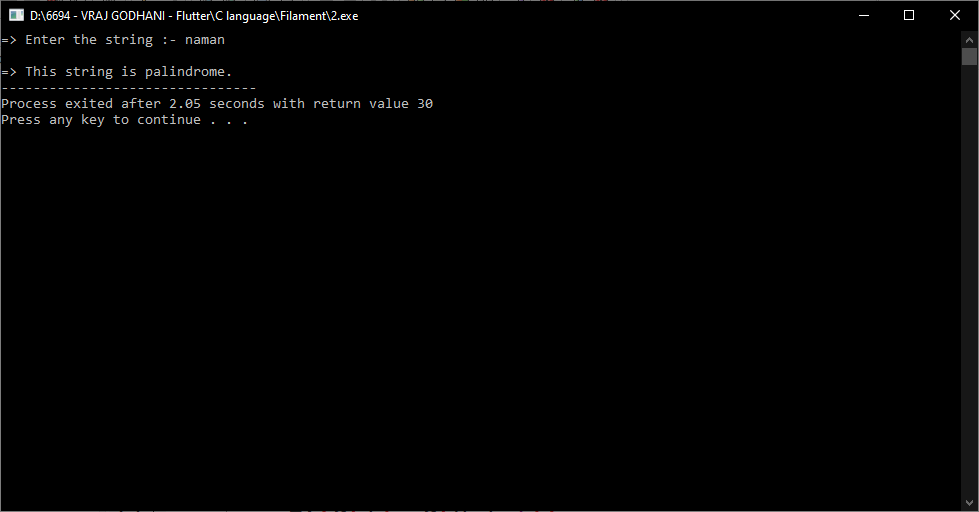 D:\6694 - VRAJ GODHANI - Flutter\C language\Filament\2.exe
=> Enter the string :- naman
=> This string is palindrome.
--------------------------------
Process exited after 2.05 seconds with return value 30
Press any key to continue . . .